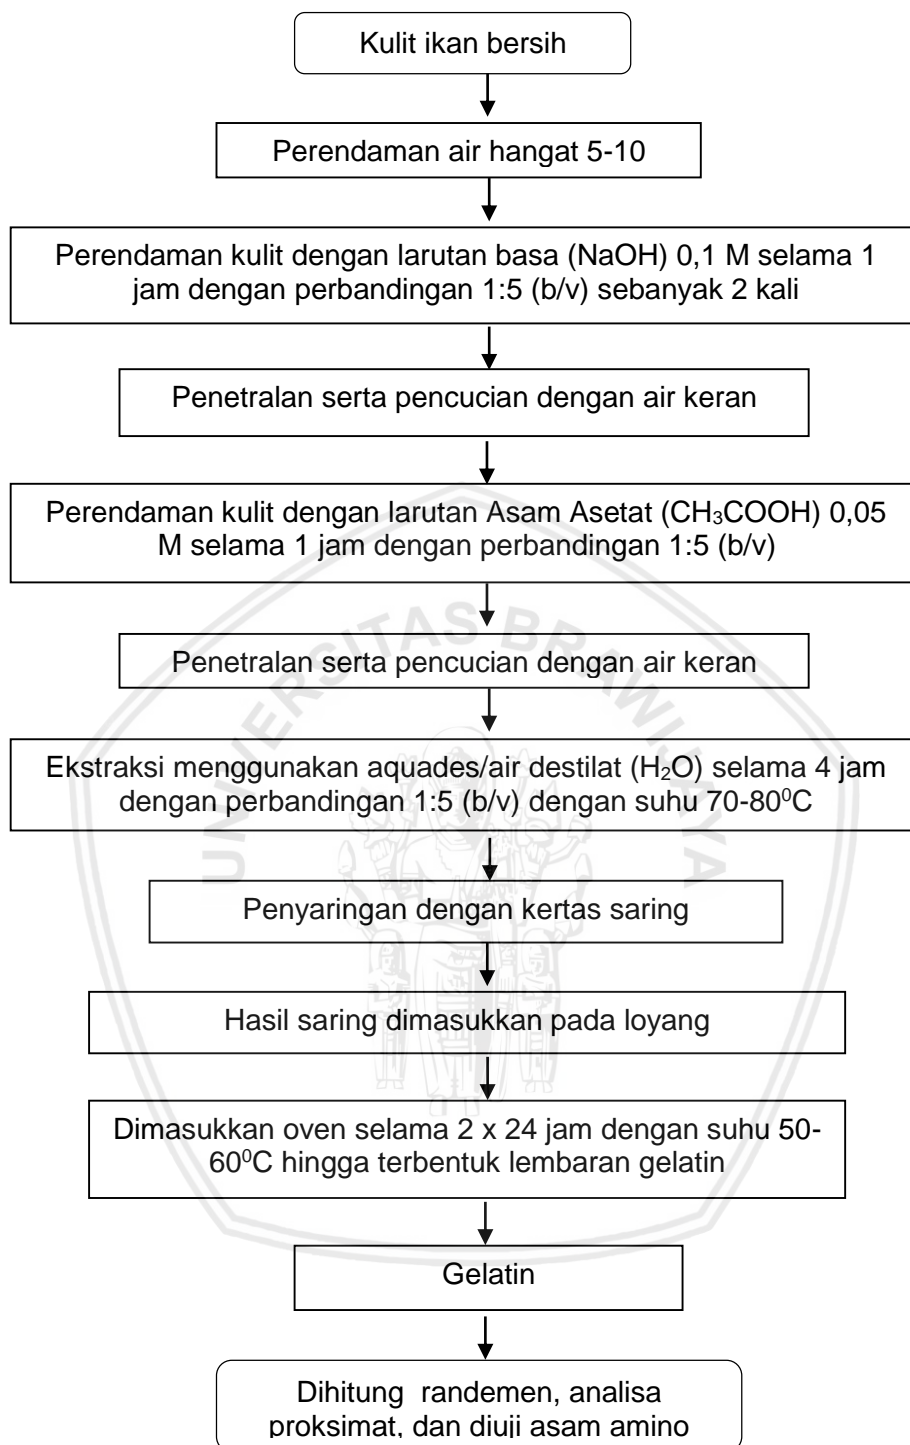 Kulit ikan bersih
Perendaman air hangat 5-10
Perendaman kulit dengan larutan basa (NaOH) 0,1 M selama 1
jam dengan perbandingan 1:5 (b/v) sebanyak 2 kali
Penetralan serta pencucian dengan air keran
Perendaman kulit dengan larutan Asam Asetat (CH₃COOH) 0,05
M selama 1 jam dengan perbandingan 1:5 (b/v)
Penetralan serta pencucian dengan air keran
Ekstraksi menggunakan aquades/air destilat (H₂O) selama 4 jam
dengan perbandingan 1:5 (b/v) dengan suhu 70-80⁰C
Penyaringan dengan kertas saring
Hasil saring dimasukkan pada loyang
Dimasukkan oven selama 2 x 24 jam dengan suhu 50-
60⁰C hingga terbentuk lembaran gelatin
Gelatin
Dihitung randemen, analisa
proksimat, dan diuji asam amino
UNIVERSITAS BRAWIJAYA